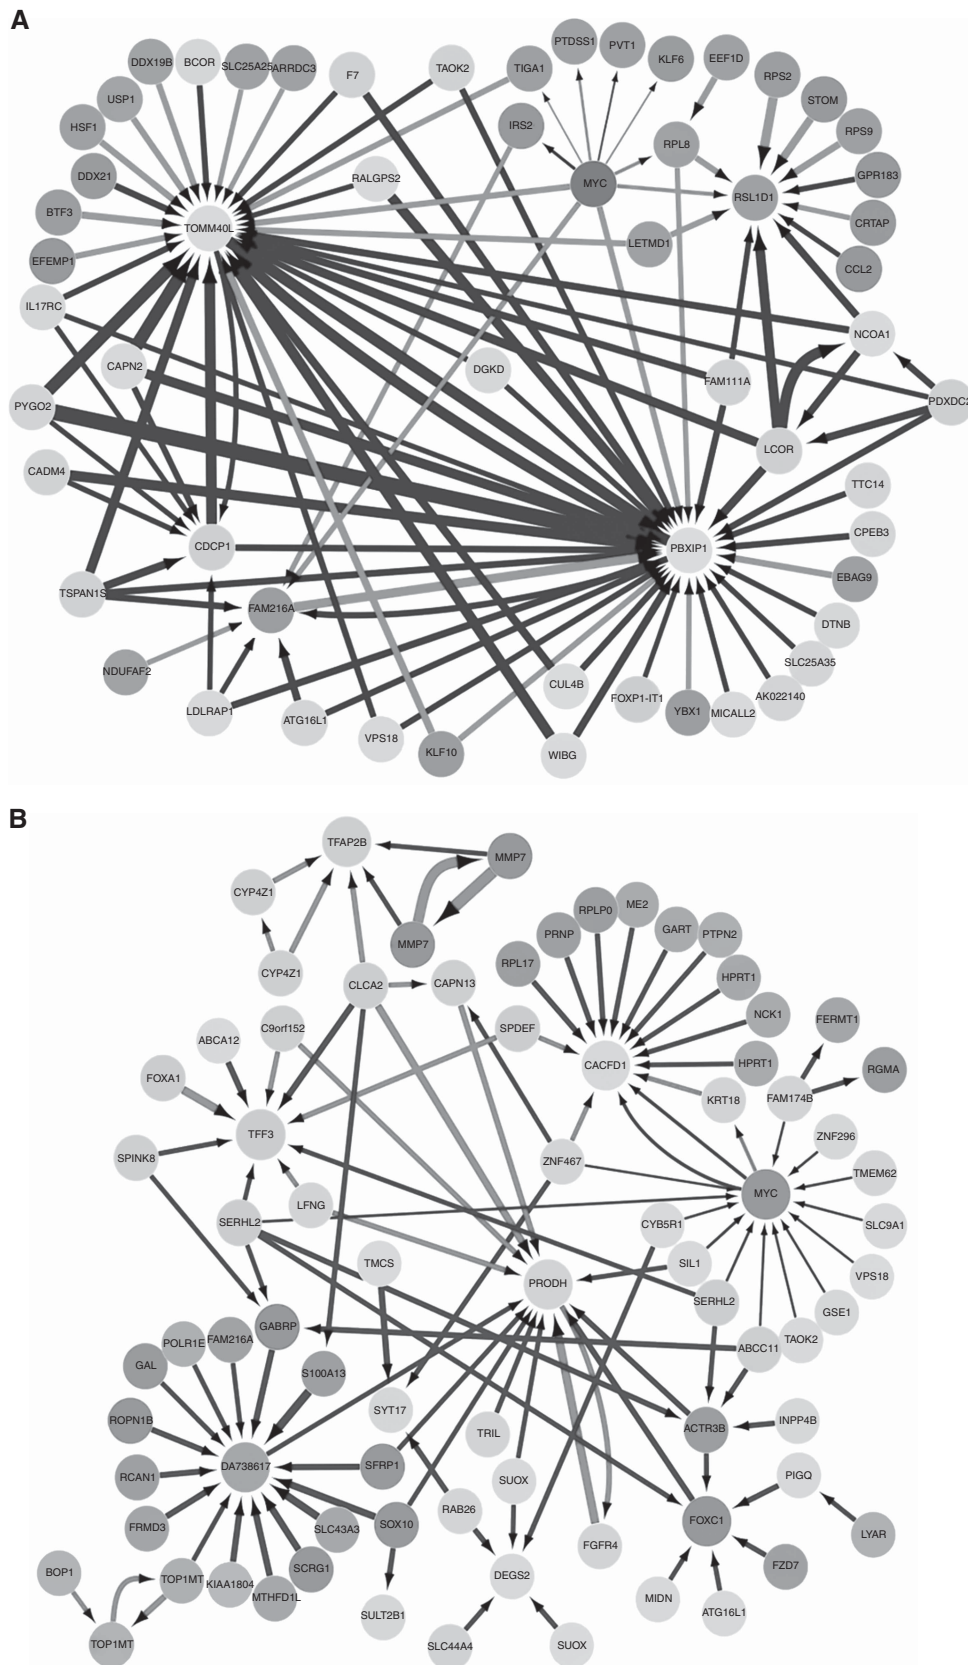 A
DDX19B
BCOR
SLC25A25
ARRDC3
F7
TAOK2
TIGA1
PTDSS1
PVT1
KLF6
EEF1D
RPS2
STOM
RPS9
GPR183
CRTAP
CCL2
USP1
HSF1
DDX21
BTF3
EFEMP1
IL17RC
IRS2
RPL8
MYC
RALGPS2
RSL1D1
TOMM40L
LETMD1
NCOA1
CAPN2
DGKD
FAM111A
PDXDC2
PYGO2
LCOR
CADM4
TTC14
CPEB3
CDCP1
PBXIP1
EBAG9
TSPAN15
FAM216A
DTNB
NDUFAF2
SLC25A35
CUL4B
FOXP1-IT1
AK022140
LDLRAP1
ATG16L1
YBX1
MICALL2
VPS18
KLF10
WIBG
B
TFAP2B
MMP7
CYP4Z1
MMP7
CYP4Z1
CLCA2
CAPN13
RPL17
PRNP
RPLP0
ME2
GART
PTPN2
HPRT1
NCK1
HPRT1
FERMT1
RGMA
ABCA12
C9orf152
SPDEF
CACFD1
FOXA1
KRT18
FAM174B
TFF3
SPINK8
ZNF467
ZNF296
TMEM62
MYC
SERHL2
LFNG
CYB5R1
SLC9A1
TMCS
PRODH
SIL1
SERHL2
VPS18
GSE1
ABCC11
TAOK2
POLR1E
FAM216A
GABRP
GAL
S100A13
ROPN1B
SYT17
ACTR3B
INPP4B
TRIL
DA738617
SFRP1
RCAN1
SUOX
PIGQ
FRMD3
SLC43A3
SOX10
RAB26
FOXC1
LYAR
FGFR4
BOP1
TOP1MT
KIAA1804
MTHFD1L
SCRG1
DEGS2
FZD7
TOP1MT
SULT2B1
MIDN
ATG16L1
SLC44A4
SUOX